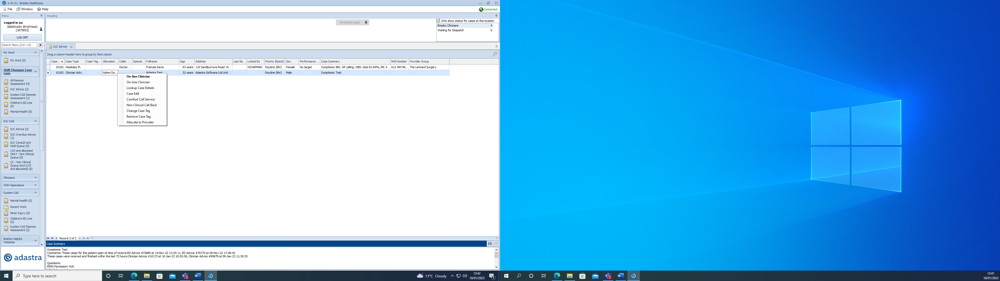 3.41.01 - Brisdoc Healthcare
File Window Help
Connected
Menu
Logged in as:
SRENIVASH JEYATHAAS
[1875852]
LOG OFF
Search Menu (Ctrl + E)
X
My Work
My Work (0)
Shift Manager Case
Lists
All Remote
Assessment (4)
IUC Advice (2)
System CAS Remote
Assessment (1)
Children's ED Line
(0)
Mental Health (0)
IUC CAS
IUC Advice (2)
IUC Overdue Advice
(1)
IUC Consult and
Hold Queue (0)
LIVI and allocated
ONLY - Non Clinical
Queue (0)
CC - Non Clinical
Queue (excl LIVI
and allocated) (0)
Clinicians
OOH Operations
System CAS
Mental Health (0)
Recent Work
Minor Injury (0)
Children's ED Line
(0)
System CAS Remote
Assessment (3)
BrisDoc Helpful
Websites
adastra
Heading
No locked cases
Only show status for cases at this location
Brisdoc Clinicians 4
Waiting for Despatch 0
IUC Advice
Drag a column header here to group by that column
Case... Case Type Case Tag... Allocated... Caller ... Special... Fullname Age Address Last fai... Locked By Priority (latest) Sex Performance ... Case Summary NHS Number Provider Group
10192 Weekday PL Doctor ... Frances Davis 93 years 110 Sandburrows Road Hi... HCHAPMAN Routine (6hr) Female No target Symptoms: BRI. GP calling. OBS: Sats 81-84%, RR 3... 612 494 96... The Lennard Surgery
10193 Clinician Advi... Admin Do... Adastra Test 32 years Adastra Software Ltd Unit ... Routine (6hr) Male Symptoms: Test
On-line Clinician
On-line Clinician
Lookup Case Details
Case Edit
Comfort Call Service
Non Clinical Call Back
Change Case Tag
Remove Case Tag
Allocate to Provider
Record 2 of 2
Case Summary
Symptoms: Test
Comments: These cases for this patient open at time of receive:ED Advice #72889 at 14-Nov-22 13:25:11, ED Advice #70773 at 09-Nov-22 17:28:42
These cases were received and finished within the last 72 hours:Clinician Advice #10173 at 10-Jan-23 10:55:38, Clinician Advice #99879 at 09-Jan-23 11:30:55
Questions:
EMIS Permission: N/A
Type here to search
11°C Cloudy
12:42
10/01/2023
12:41
10/01/2023